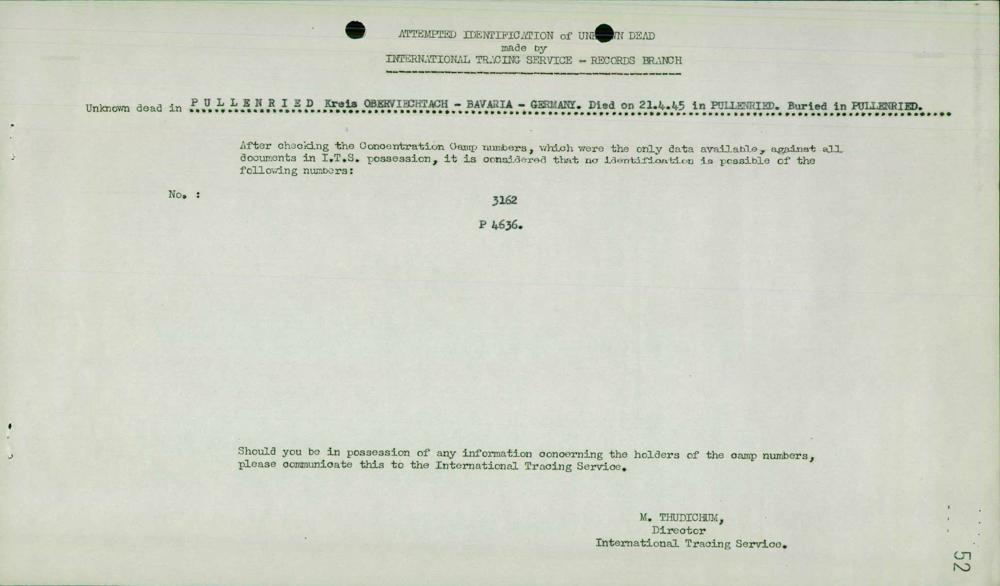 ATTEMPTED IDENTIFICATION of UN N DEAD
made by
INTERNATIONAL TRACING SERVICE - RECORDS BRANCH
Unknown dead in PULLENRIED Kreis OBERVIECHTACH - BAVARIA - GERMANY. Died on 21.4.45 in PULLENRIED. Buried in PULLENRIED.
After checking the Concentration Camp numbers, which were the only data available, against all
documents in I.T.S. possession, it is considered that no identification is possible of the
following numbers:
No. :
3162
P 4636.
Should you be in possession of any information concerning the holders of the camp numbers,
please communicate this to the International Tracing Service.
M. THUDICHUM,
Director
International Tracing Service.
52